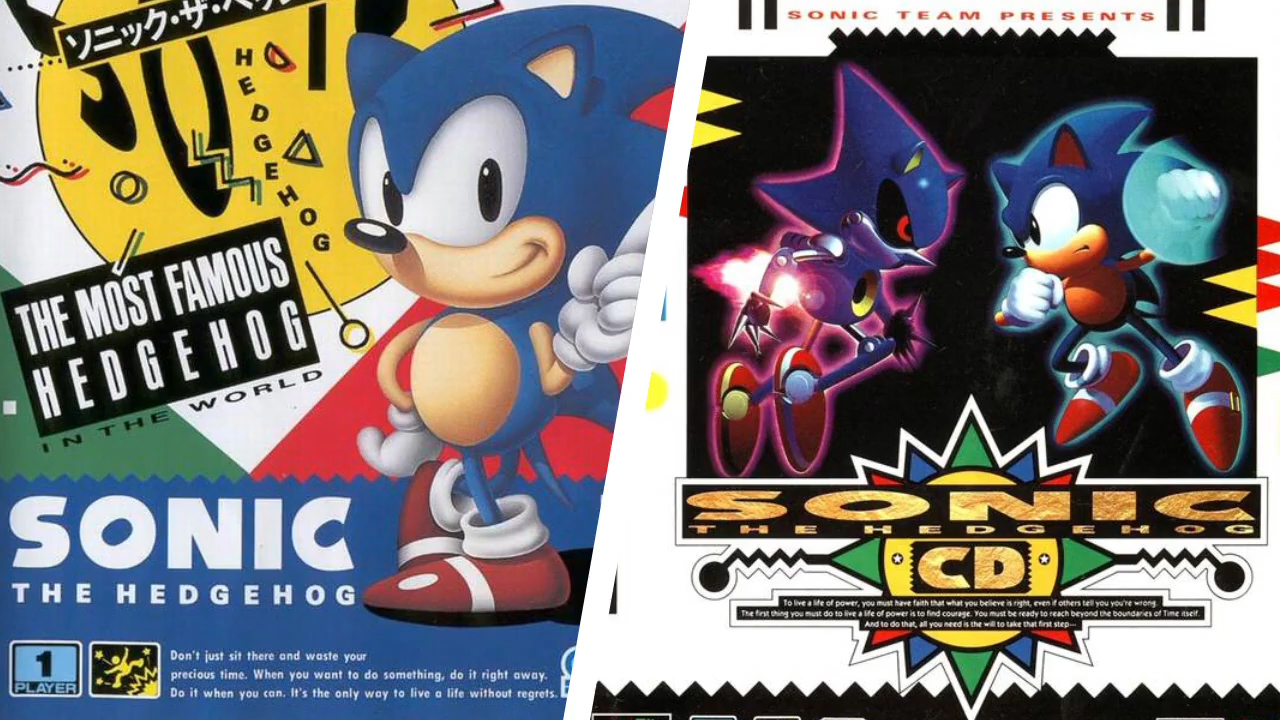 ソニック・ザ・ヘッジ
HEDGEHOG
THE MOST FAMOUS
HEDGEHOG
IN THE WORLD
SONIC
THE HEDGEHOG
1
PLAYER
Don't just sit there and waste your
precious time. When you want to do something, do it right away.
Do it when you can. It's the only way to live a life without regrets.
SONIC TEAM PRESENTS
SONIC
THE HEDGEHOG
CD
To live a life of power, you must have faith that what you believe is right, even if others tell you you're wrong.
The first thing you must do to live a life of power is to find courage. You must be ready to reach beyond the boundaries of Time itself.
And to do that, all you need is the will to take that first step…